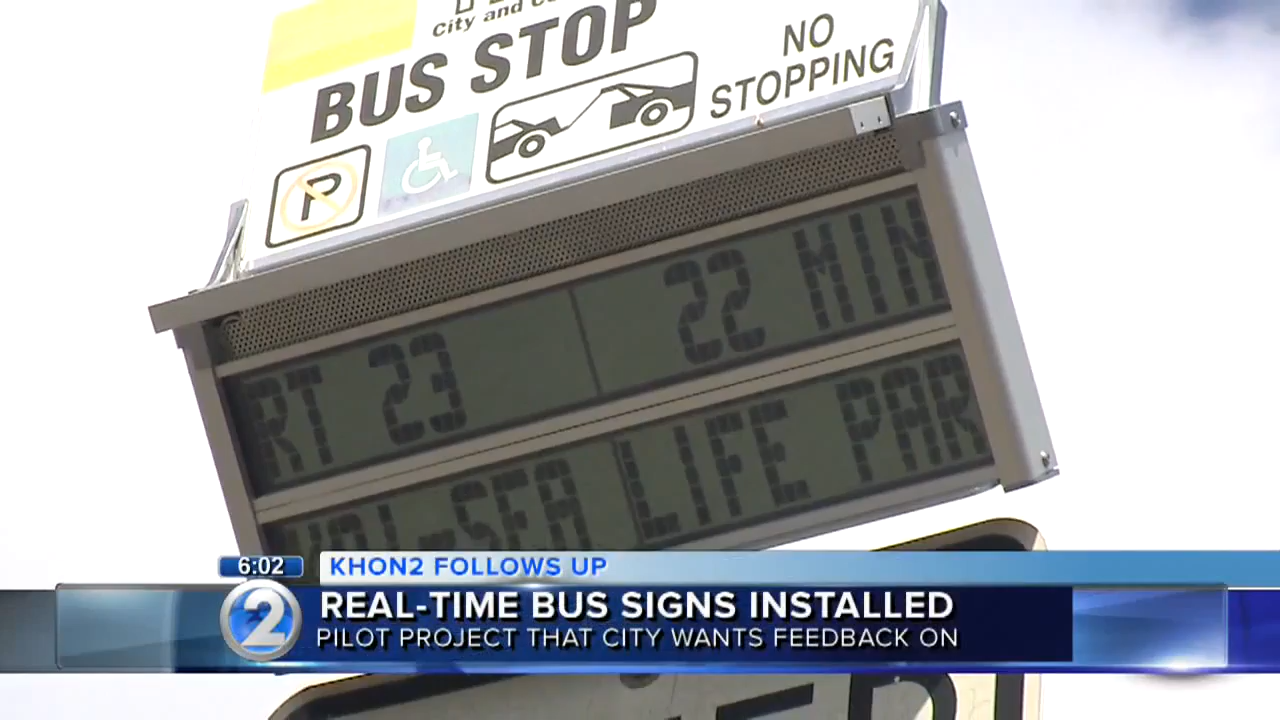 City and
BUS STOP
NO
STOPPING
P
RT 23 22 MIN
SEA LIFE PAR
6:02 KHON2 FOLLOWS UP
2
REAL-TIME BUS SIGNS INSTALLED
PILOT PROJECT THAT CITY WANTS FEEDBACK ON